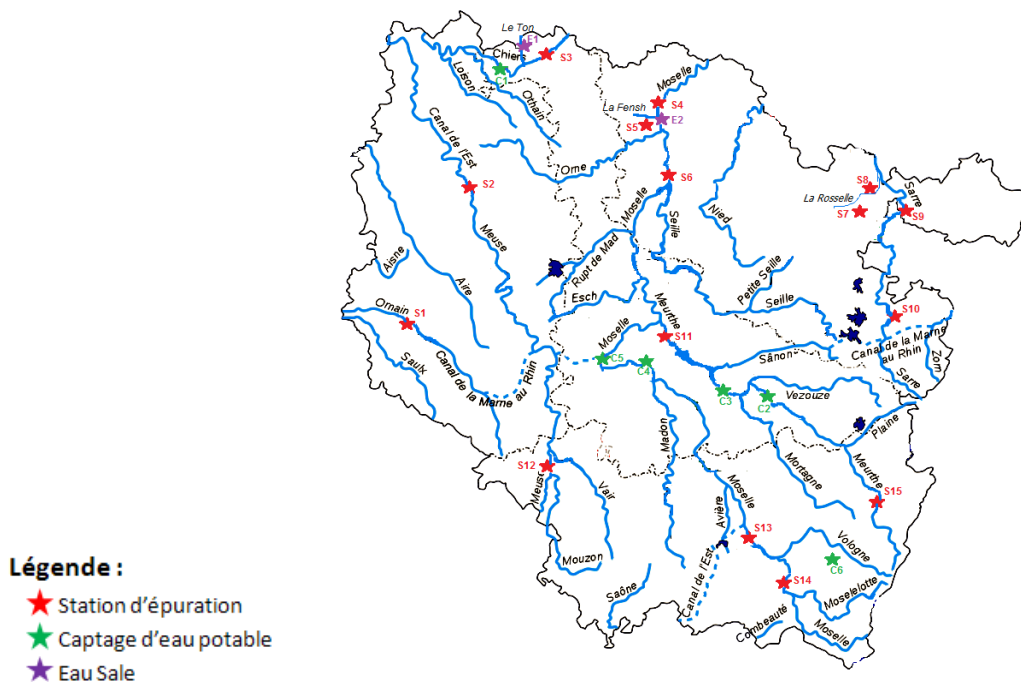 Le Ton
E1
Chiers
S3
C1
Loison
Othain
Moselle
La Fensh
S4
S5
E2
Canal de l'Est
S2
Orne
S6
Moselle
Seille
Nied
S8
La Rosselle
S7
Sarre
S9
Meuse
Aisne
Aire
Rupt de Mad
Esch
Petite Seille
Seille
Ornain
S1
Saulx
Canal de la Marne au Rhin
Moselle
Meurthe
S11
C5
C4
Sânon
S10
Canal de la Marne
au Rhin
Sarre
Zorn
C3
C2
Vezouze
Plaine
Madon
Mortagne
Meurthe
S12
Meuse
Vair
Mouzon
Moselle
Avière
S13
S15
Vologne
C6
Saône
Canal de l'Est
S14
Moselelotte
Combeauté
Moselle
Légende :
Station d'épuration
Captage d'eau potable
Eau Sale